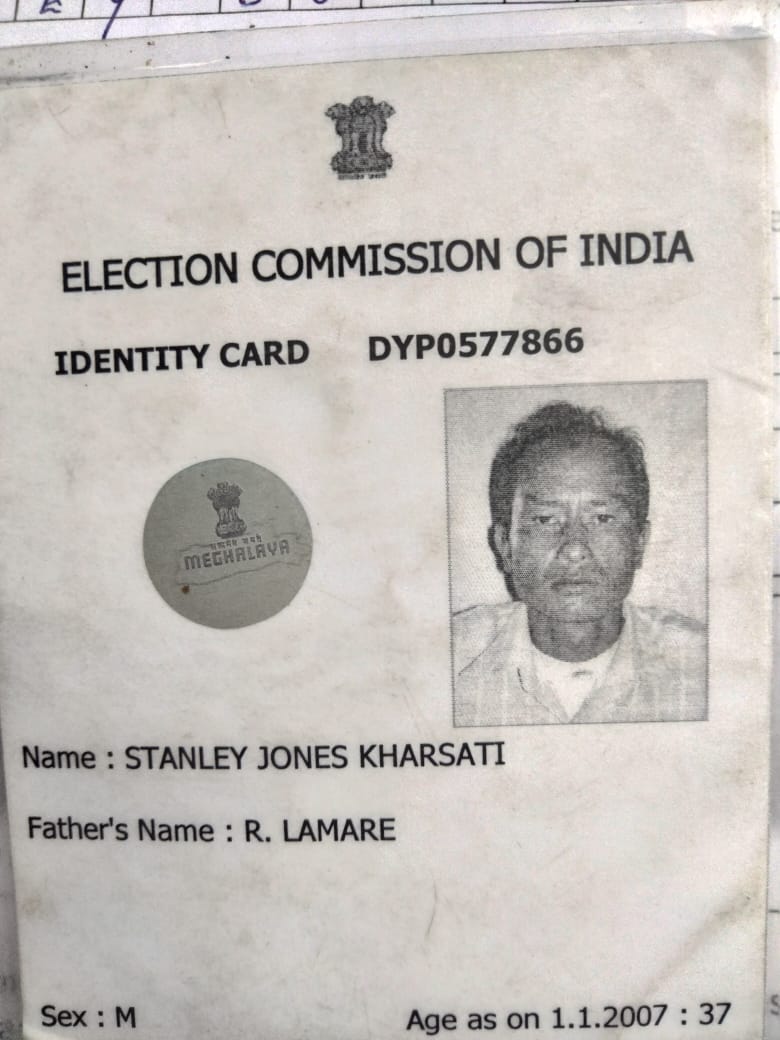 ELECTION COMMISSION OF INDIA
IDENTITY CARD DYP0577866
MEGHALAYA
Name : STANLEY JONES KHARSATI
Father's Name : R. LAMARE
Sex : M
Age as on 1.1.2007 : 37